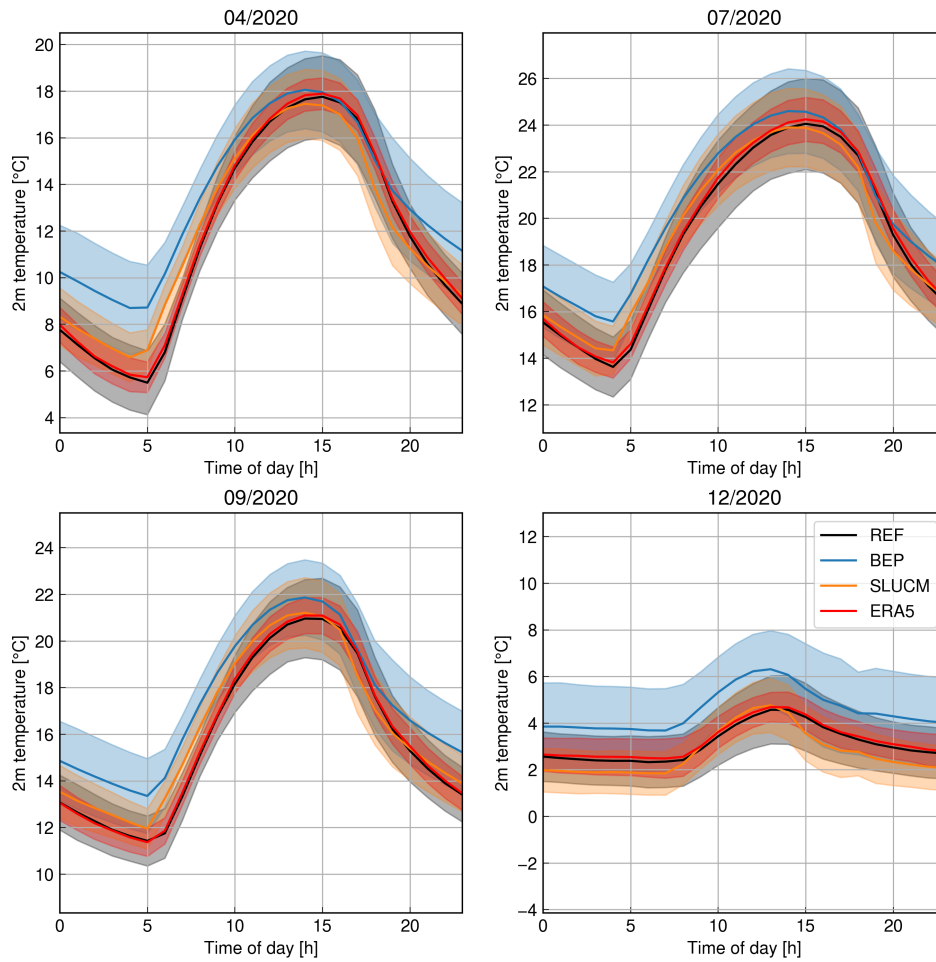 04/2020
20
18
16
14
12
10
8
6
4
2m temperature [°C]
0 5 10 15 20
Time of day [h]
07/2020
26
24
22
20
18
16
14
12
2m temperature [°C]
0 5 10 15 20
Time of day [h]
09/2020
24
22
20
18
16
14
12
10
2m temperature [°C]
0 5 10 15 20
Time of day [h]
12/2020
12
10
8
6
4
2
0
−2
−4
2m temperature [°C]
0 5 10 15 20
Time of day [h]
REF
BEP
SLUCM
ERA5